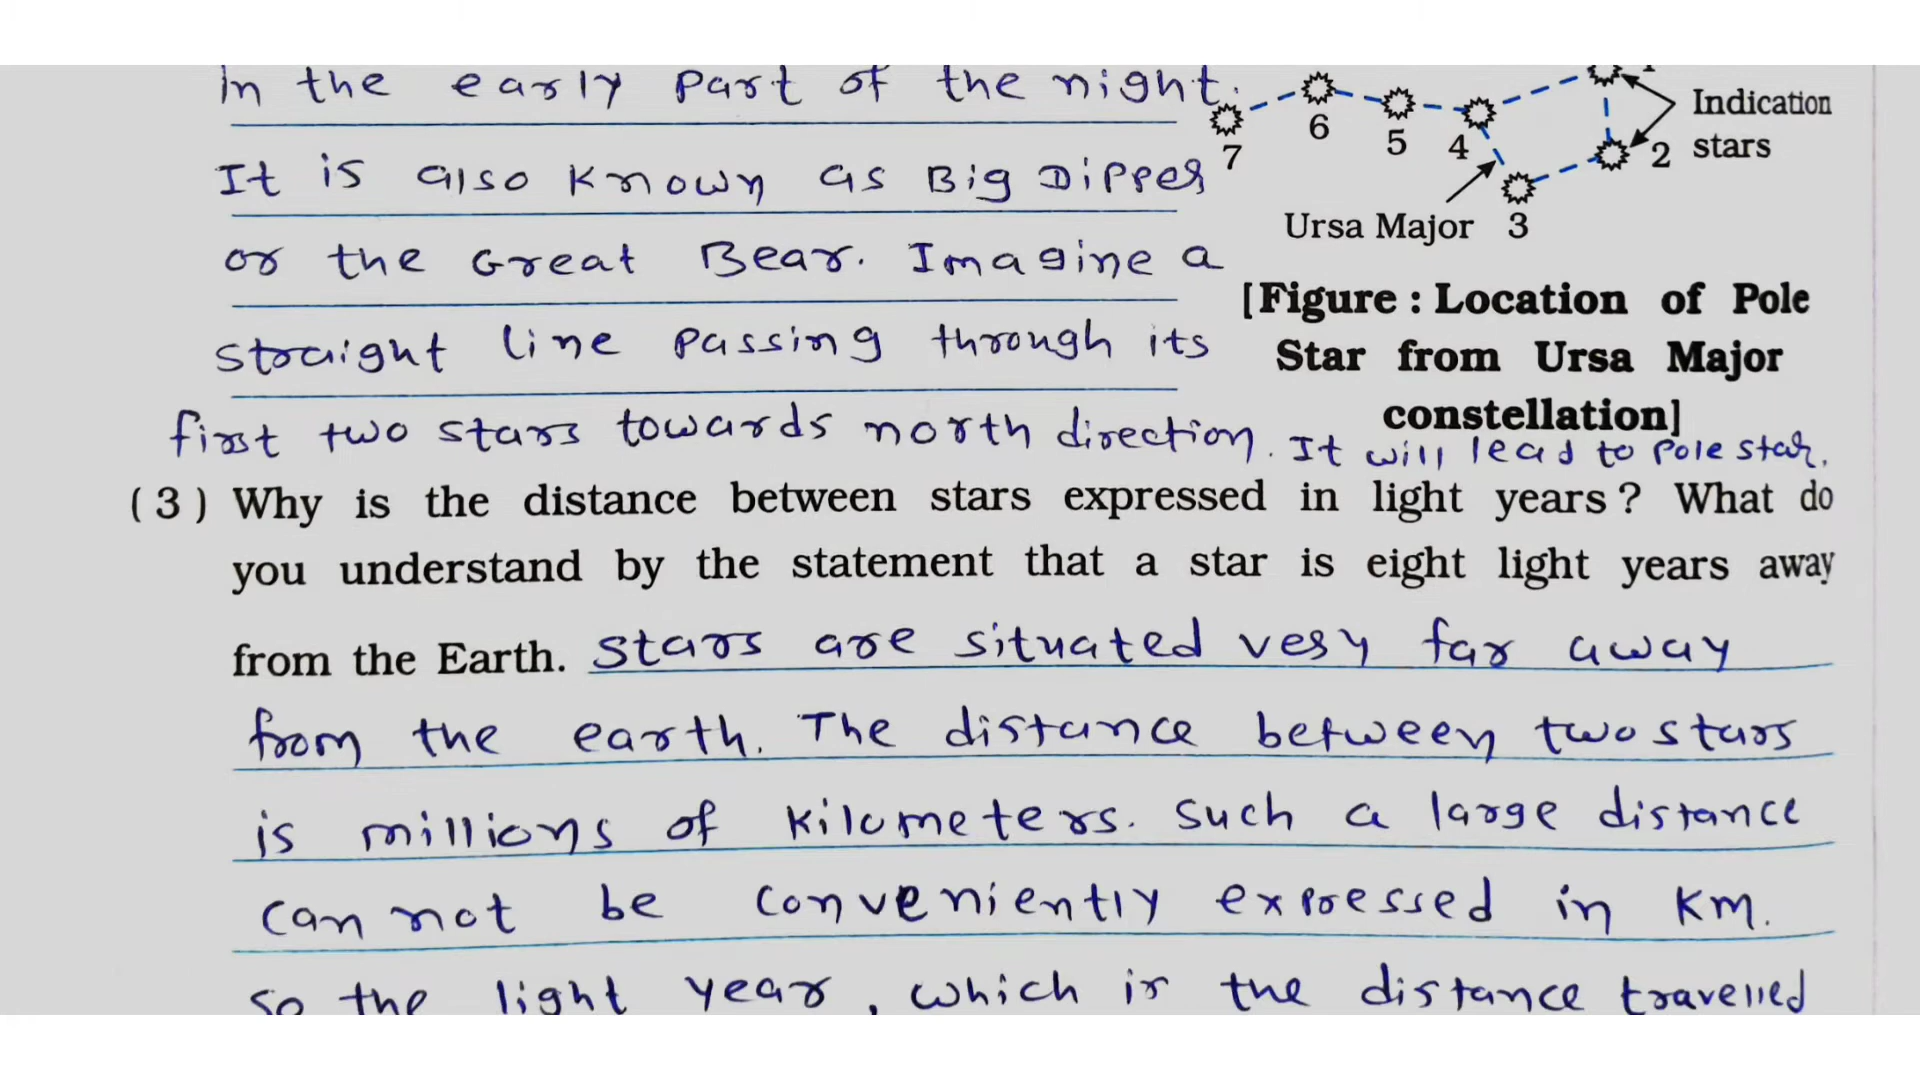 In the early part of the night.
It is also known as Big Dipper
or the Great Bear. Imagine a
straight line passing through its
first two stars towards north direction. It will lead to Pole star.
7 6 5 4 3 2 1
Indication
stars
Ursa Major
[Figure : Location of Pole
Star from Ursa Major
constellation]
( 3 ) Why is the distance between stars expressed in light years ? What do
you understand by the statement that a star is eight light years away
from the Earth. Stars are situated very far away
from the earth. The distance between two stars
is millions of kilometers. Such a large distance
can not be conveniently expressed in KM.
So the light year, which is the distance travelled